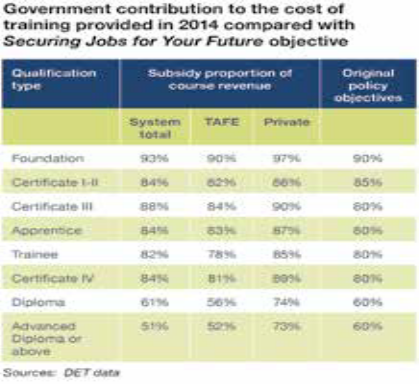 Government contribution to the cost of
training provided in 2014 compared with
Securing Jobs for Your Future objective
Qualification type Subsidy proportion of course revenue Original policy objectives
System total TAFE Private
Foundation 93% 90% 97% 90%
Certificate I-II 84% 82% 86% 85%
Certificate III 88% 84% 90% 80%
Apprentice 84% 83% 87% 80%
Trainee 82% 78% 85% 80%
Certificate IV 84% 81% 89% 80%
Diploma 61% 56% 74% 60%
Advanced Diploma or above 51% 52% 73% 60%
Sources: DET data